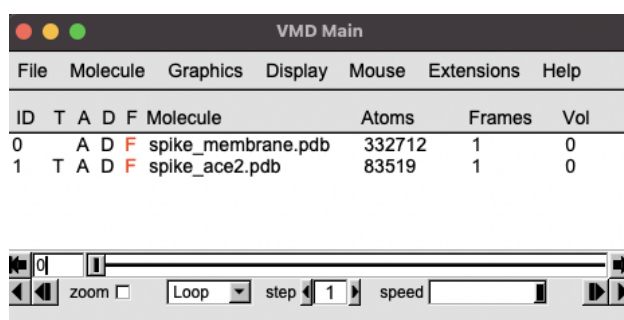 VMD Main
File Molecule Graphics Display Mouse Extensions Help
ID T A D F Molecule Atoms Frames Vol
0 A D F spike_membrane.pdb 332712 1 0
1 T A D F spike_ace2.pdb 83519 1 0
0
zoom Loop step 1 speed